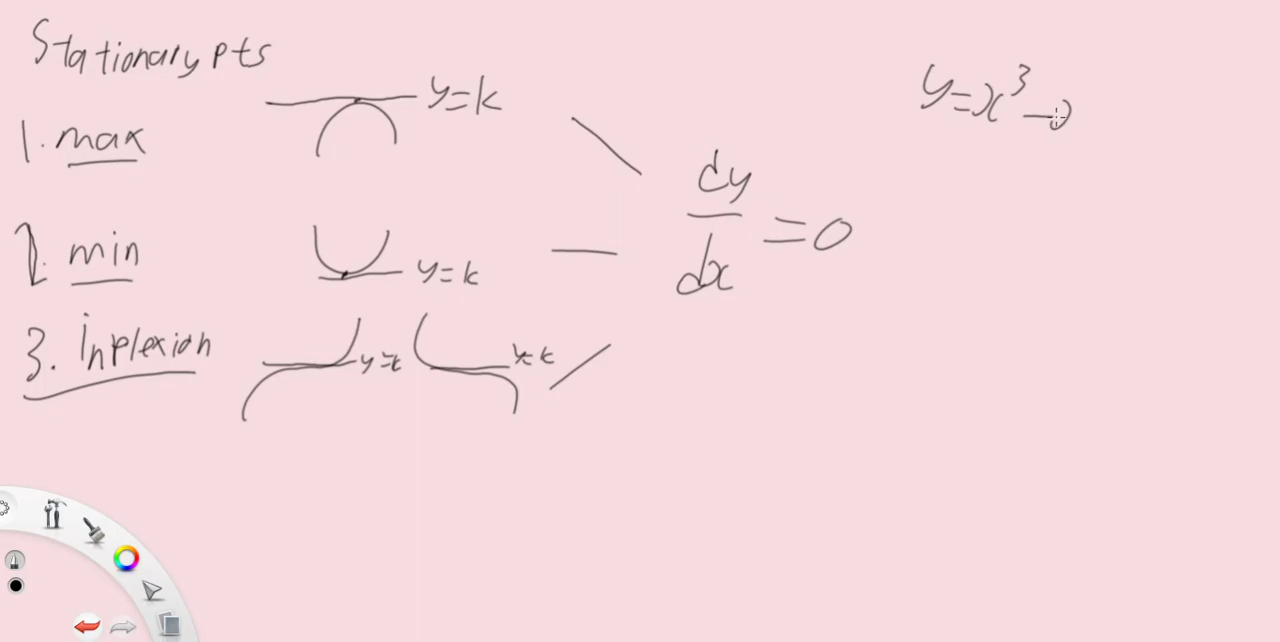 Stationary pts
1. max
y=k
2. min
y=k
3. Inflexion
y=k
y=k
dy
dx
=0
y=x³-